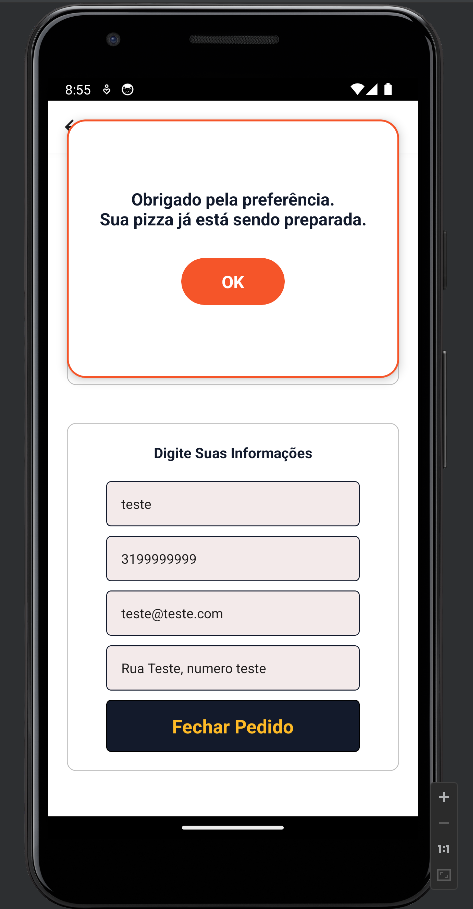 8:55
Obrigado pela preferência.
Sua pizza já está sendo preparada.
OK
Digite Suas Informações
teste
3199999999
teste@teste.com
Rua Teste, numero teste
Fechar Pedido
1:1